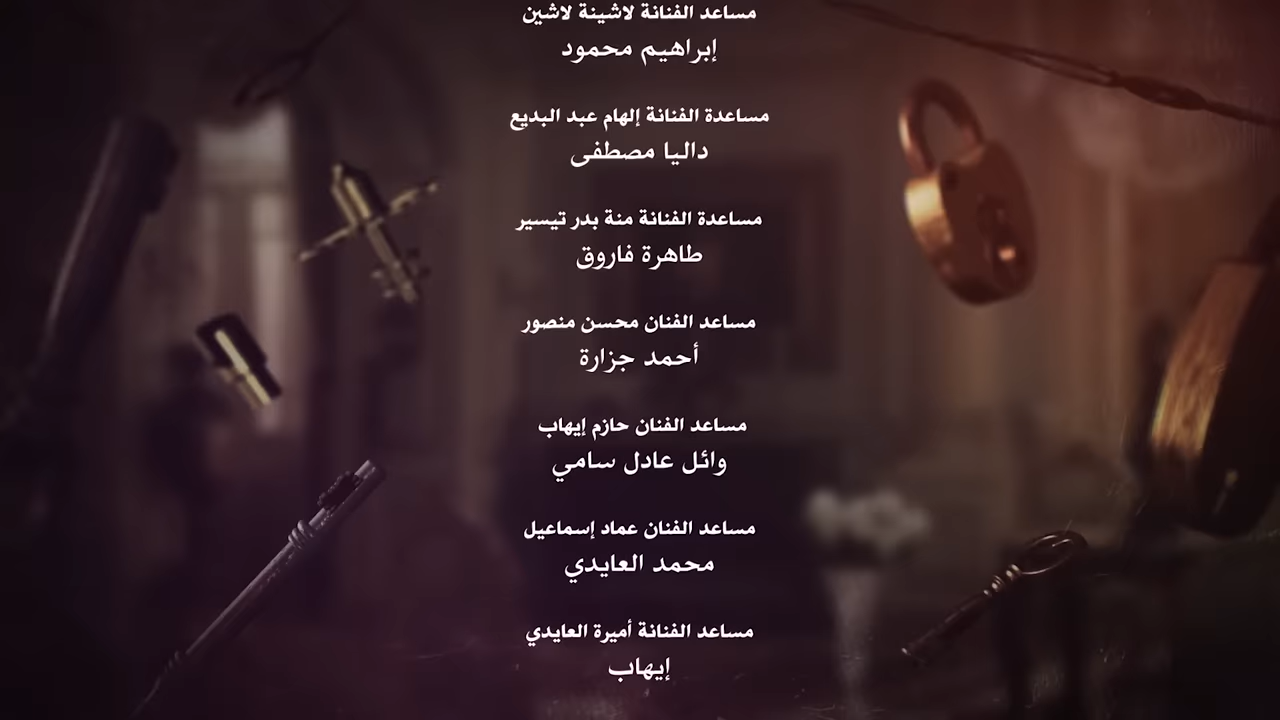 مساعد الفنانة لاشينة لاشين
إبراهيم محمود
مساعدة الفنانة إلهام عبد البديع
داليا مصطفى
مساعدة الفنانة منة بدر تيسير
طاهرة فاروق
مساعد الفنان محسن منصور
أحمد جزارة
مساعد الفنان حازم إيهاب
وائل عادل سامي
مساعد الفنان عماد إسماعيل
محمد العايدي
مساعد الفنانة أميرة العايدي
إيهاب